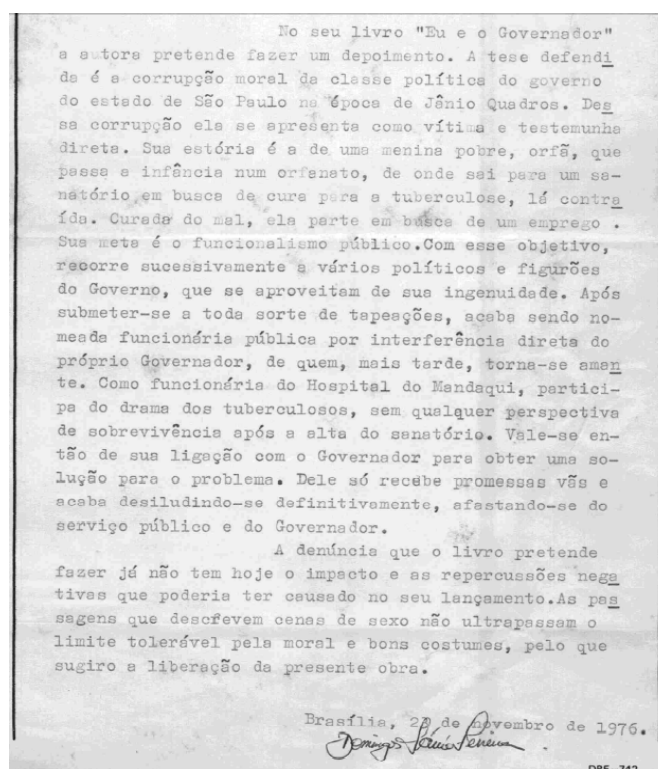 No seu livro "Eu e o Governador"
a autora pretende fazer um depoimento. A tese defendi
da é a corrupção moral da classe política do governo
do estado de São Paulo na época de Jânio Quadros. Des
sa corrupção ela se apresenta como vítima e testemunha
direta. Sua estória é a de uma menina pobre, orfã, que
passa a infância num orfanato, de onde sai para um sa-
natório em busca de cura para a tuberculose, lá contra
ída. Curada do mal, ela parte em busca de um emprego .
Sua meta é o funcionalismo público.Com esse objetivo,
recorre sucessivamente a vários políticos e figurões
do Governo, que se aproveitam de sua ingenuidade. Após
submeter-se a toda sorte de tapeações, acaba sendo no-
meada funcionária pública por interferência direta do
próprio Governador, de quem, mais tarde, torna-se aman
te. Como funcionária do Hospital do Mandaqui, partici-
pa do drama dos tuberculosos, sem qualquer perspectiva
de sobrevivência após a alta do sanatório. Vale-se en-
tão de sua ligação com o Governador para obter uma so-
lução para o problema. Dele só recebe promessas vãs e
acaba desiludindo-se definitivamente, afastando-se do
serviço público e do Governador.
A denúncia que o livro pretende
fazer já não tem hoje o impacto e as repercussões nega
tivas que poderia ter causado no seu lançamento.As pas
sagens que descrevem cenas de sexo não ultrapassam o
limite tolerável pela moral e bons costumes, pelo que
sugiro a liberação da presente obra.
Brasília, de novembro de 1976.
Domingos